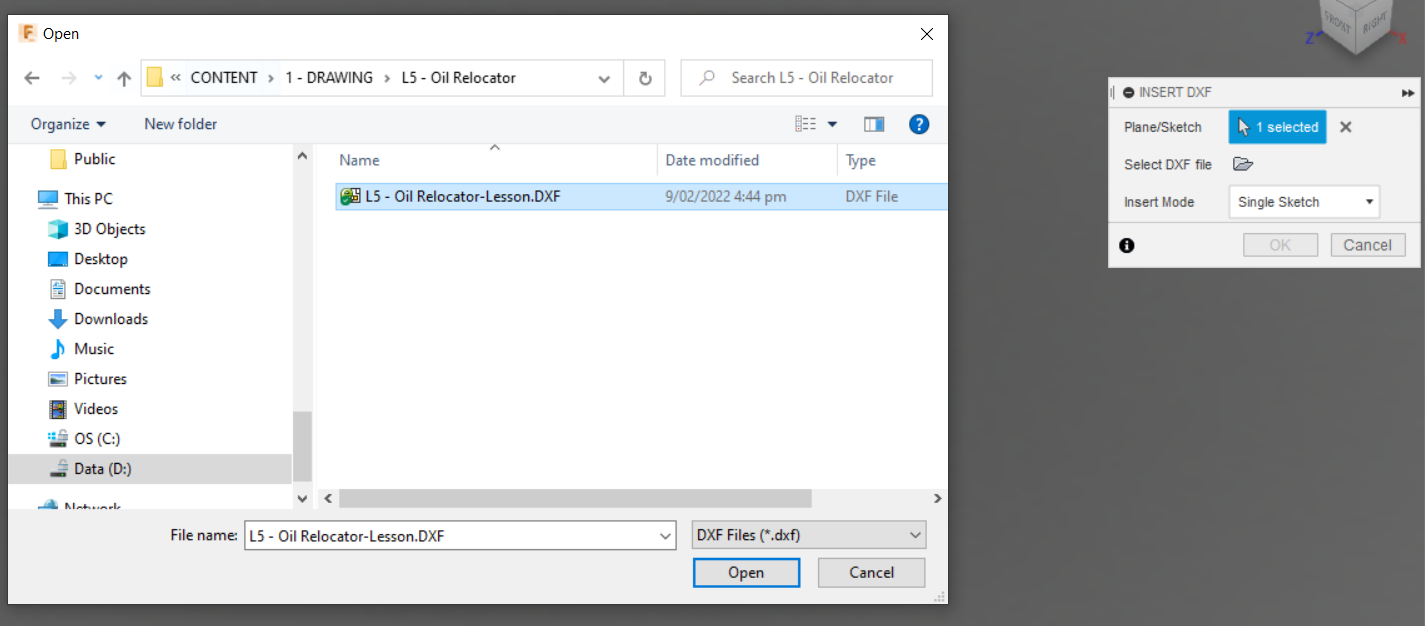 Open
« CONTENT › 1 - DRAWING › L5 - Oil Relocator
Search L5 - Oil Relocator
Organize
New folder
Public
This PC
3D Objects
Desktop
Documents
Downloads
Music
Pictures
Videos
OS (C:)
Data (D:)
Network
Name Date modified Type
L5 - Oil Relocator-Lesson.DXF 9/02/2022 4:44 pm DXF File
File name: L5 - Oil Relocator-Lesson.DXF
DXF Files (*.dxf)
Open Cancel
FRONT RIGHT
Z X
INSERT DXF
Plane/Sketch 1 selected
Select DXF file
Insert Mode Single Sketch
OK Cancel